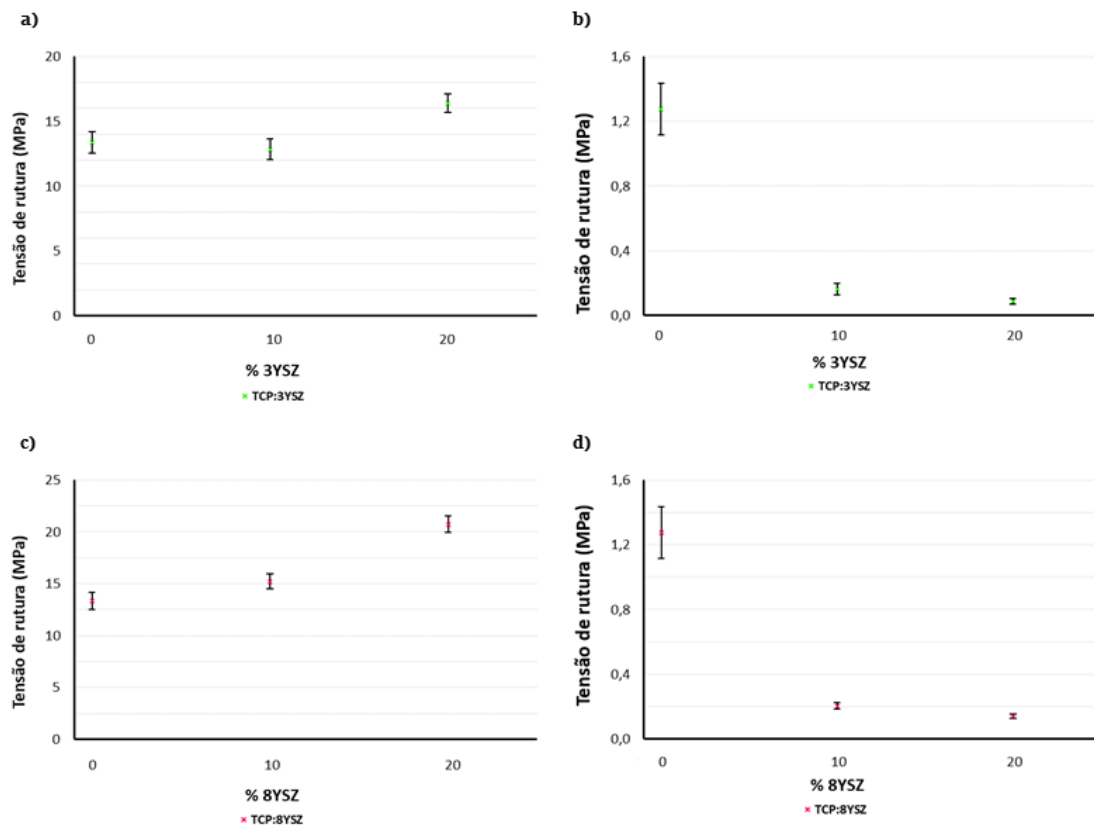 a)
Tensão de rutura (MPa)
20
15
10
5
0
0
10
20
% 3YSZ
TCP:3YSZ
b)
Tensão de rutura (MPa)
1,6
1,2
0,8
0,4
0,0
0
10
20
% 3YSZ
TCP:3YSZ
c)
Tensão de rutura (MPa)
25
20
15
10
5
0
0
10
20
% 8YSZ
TCP:8YSZ
d)
Tensão de rutura (MPa)
1,6
1,2
0,8
0,4
0,0
0
10
20
% 8YSZ
TCP:8YSZ